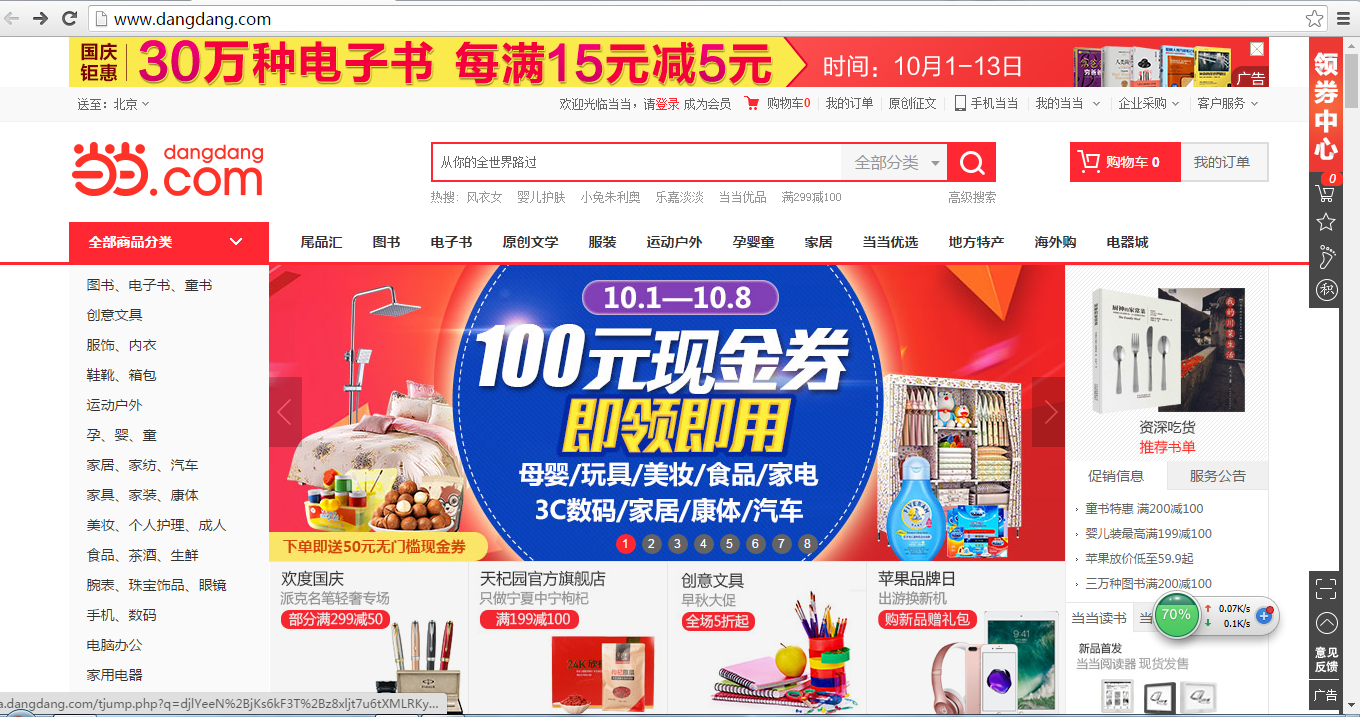 www.dangdang.com
国庆钜惠 30万种电子书 每满15元减5元 时间：10月1-13日
广告
送至：北京
欢迎光临当当，请登录 成为会员 购物车0 我的订单 原创征文 手机当当 我的当当 企业采购 客户服务
领券中心
当当 dangdang.com
从你的全世界路过 全部分类
购物车 0 我的订单
热搜： 风衣女 婴儿护肤 小兔朱利奥 乐嘉淡淡 当当优品 满299减100 高级搜索
0
积
全部商品分类 尾品汇 图书 电子书 原创文学 服装 运动户外 孕婴童 家居 当当优选 地方特产 海外购 电器城
图书、电子书、童书
创意文具
服饰、内衣
鞋靴、箱包
运动户外
孕、婴、童
家居、家纺、汽车
家具、家装、康体
美妆、个人护理、成人
食品、茶酒、生鲜
腕表、珠宝饰品、眼镜
手机、数码
电脑办公
家用电器
10.1—10.8
100元现金券
即领即用
母婴/玩具/美妆/食品/家电
3C数码/家居/康体/汽车
下单即送50元无门槛现金券
1 2 3 4 5 6 7 8
厨神的家常菜
我的川菜生活
资深吃货
推荐书单
促销信息 服务公告
童书特惠 满200减100
婴儿装最高满199减100
苹果放价低至59.9起
三万种图书满200减100
当当读书 当
70% 0.07K/s
0.1K/s
新品首发
当当阅读器 现货发售
欢度国庆
派克名笔轻奢专场
部分满299减50
天杞园官方旗舰店
只做宁夏中宁枸杞
满199减100
创意文具
早秋大促
全场5折起
苹果品牌日
出游换新机
购新品赠礼包
意见反馈
广告
a.dangdang.com/tjump.php?q=djlYeeN%2BjKs6kF3T%2Bz8xljt7u6tXMLRKy...